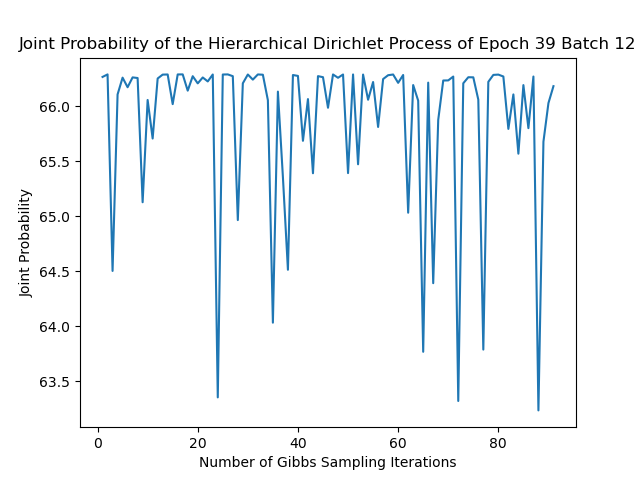 Joint Probability of the Hierarchical Dirichlet Process of Epoch 39 Batch 12
66.0
65.5
65.0
64.5
64.0
63.5
Joint Probability
0 20 40 60 80
Number of Gibbs Sampling Iterations